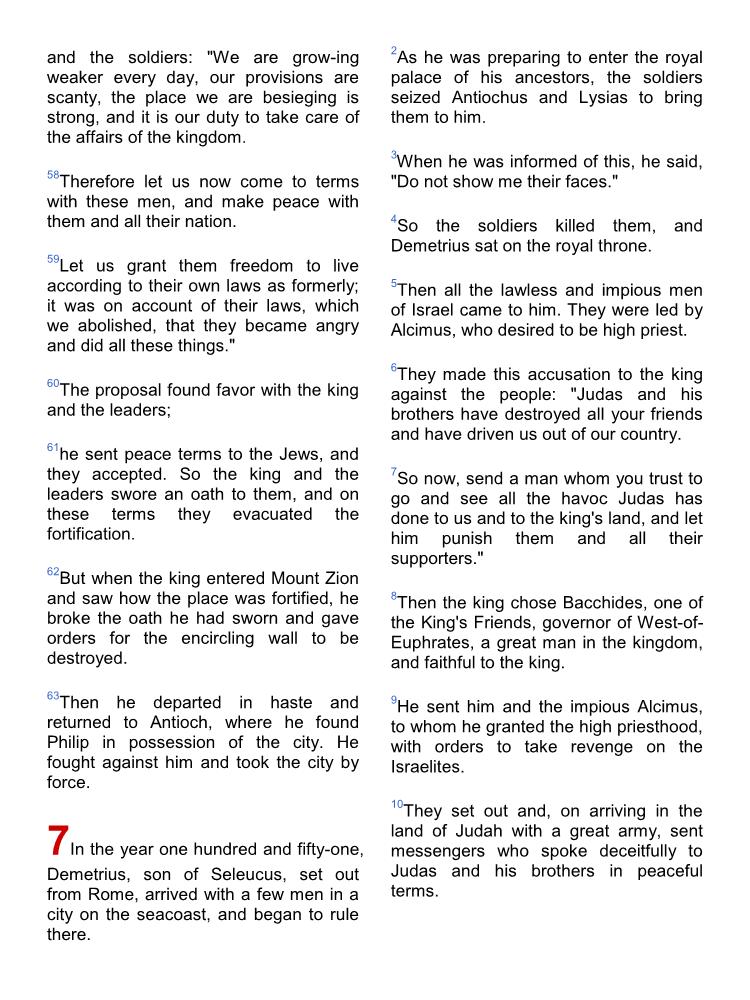 and the soldiers: "We are grow-ing
weaker every day, our provisions are
scanty, the place we are besieging is
strong, and it is our duty to take care of
the affairs of the kingdom.
58Therefore let us now come to terms
with these men, and make peace with
them and all their nation.
59Let us grant them freedom to live
according to their own laws as formerly;
it was on account of their laws, which
we abolished, that they became angry
and did all these things."
60The proposal found favor with the king
and the leaders;
61he sent peace terms to the Jews, and
they accepted. So the king and the
leaders swore an oath to them, and on
these terms they evacuated the
fortification.
62But when the king entered Mount Zion
and saw how the place was fortified, he
broke the oath he had sworn and gave
orders for the encircling wall to be
destroyed.
63Then he departed in haste and
returned to Antioch, where he found
Philip in possession of the city. He
fought against him and took the city by
force.
7In the year one hundred and fifty-one,
Demetrius, son of Seleucus, set out
from Rome, arrived with a few men in a
city on the seacoast, and began to rule
there.
2As he was preparing to enter the royal
palace of his ancestors, the soldiers
seized Antiochus and Lysias to bring
them to him.
3When he was informed of this, he said,
"Do not show me their faces."
4So the soldiers killed them, and
Demetrius sat on the royal throne.
5Then all the lawless and impious men
of Israel came to him. They were led by
Alcimus, who desired to be high priest.
6They made this accusation to the king
against the people: "Judas and his
brothers have destroyed all your friends
and have driven us out of our country.
7So now, send a man whom you trust to
go and see all the havoc Judas has
done to us and to the king's land, and let
him punish them and all their
supporters."
8Then the king chose Bacchides, one of
the King's Friends, governor of West-of-
Euphrates, a great man in the kingdom,
and faithful to the king.
9He sent him and the impious Alcimus,
to whom he granted the high priesthood,
with orders to take revenge on the
Israelites.
10They set out and, on arriving in the
land of Judah with a great army, sent
messengers who spoke deceitfully to
Judas and his brothers in peaceful
terms.